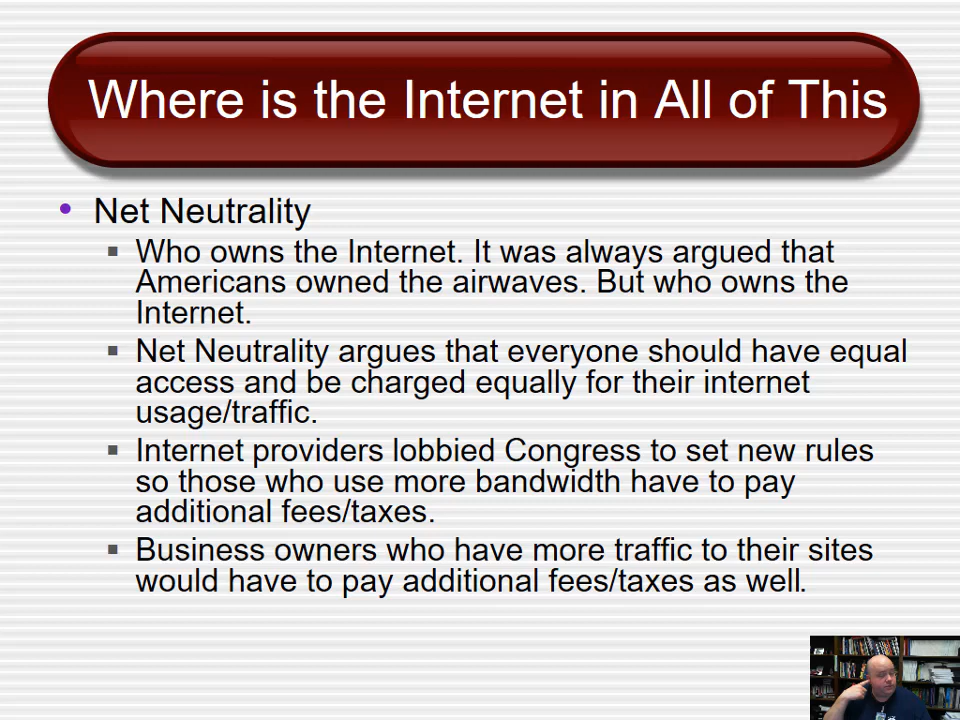 Where is the Internet in All of This
• Net Neutrality
▪ Who owns the Internet. It was always argued that
Americans owned the airwaves. But who owns the
Internet.
▪ Net Neutrality argues that everyone should have equal
access and be charged equally for their internet
usage/traffic.
▪ Internet providers lobbied Congress to set new rules
so those who use more bandwidth have to pay
additional fees/taxes.
▪ Business owners who have more traffic to their sites
would have to pay additional fees/taxes as well.